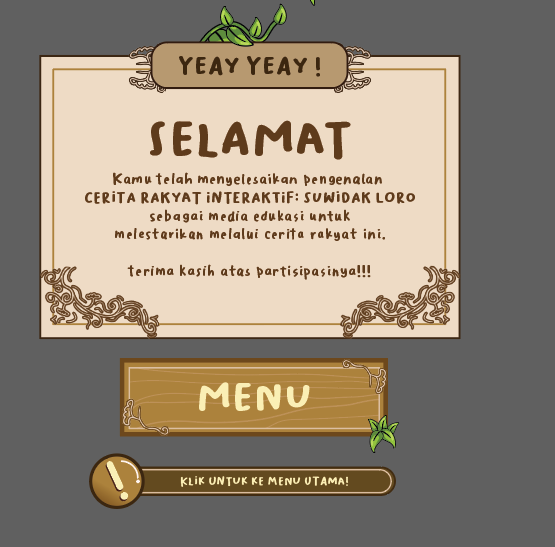 YEAY YEAY !
SELAMAT
Kamu telah menyelesaikan pengenalan
CERITA RAKYAT INTERAKTIF: SUWIDAK LORO
sebagai media edukasi untuk
melestarikan melalui cerita rakyat ini.
terima kasih atas partisipasinya!!!
MENU
KLIK UNTUK KE MENU UTAMA!